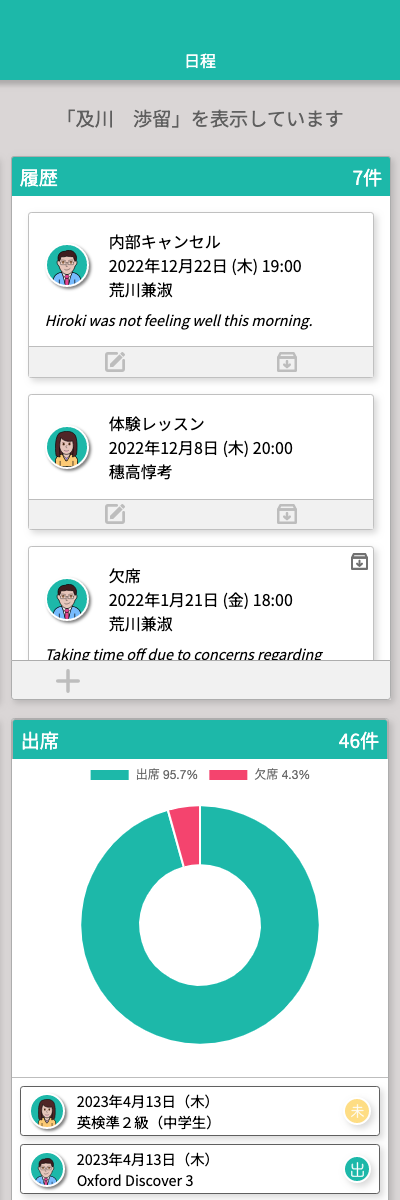 日程
「及川　渉留」を表示しています
履歴 7件
内部キャンセル
2022年12月22日 (木) 19:00
荒川兼淑
Hiroki was not feeling well this morning.
体験レッスン
2022年12月8日 (木) 20:00
穂高惇考
欠席
2022年1月21日 (金) 18:00
荒川兼淑
Taking time off due to concerns regarding
出席 46件
出席 95.7% 欠席 4.3%
2023年4月13日（木）
英検準２級（中学生） 未
2023年4月13日（木）
Oxford Discover 3 出